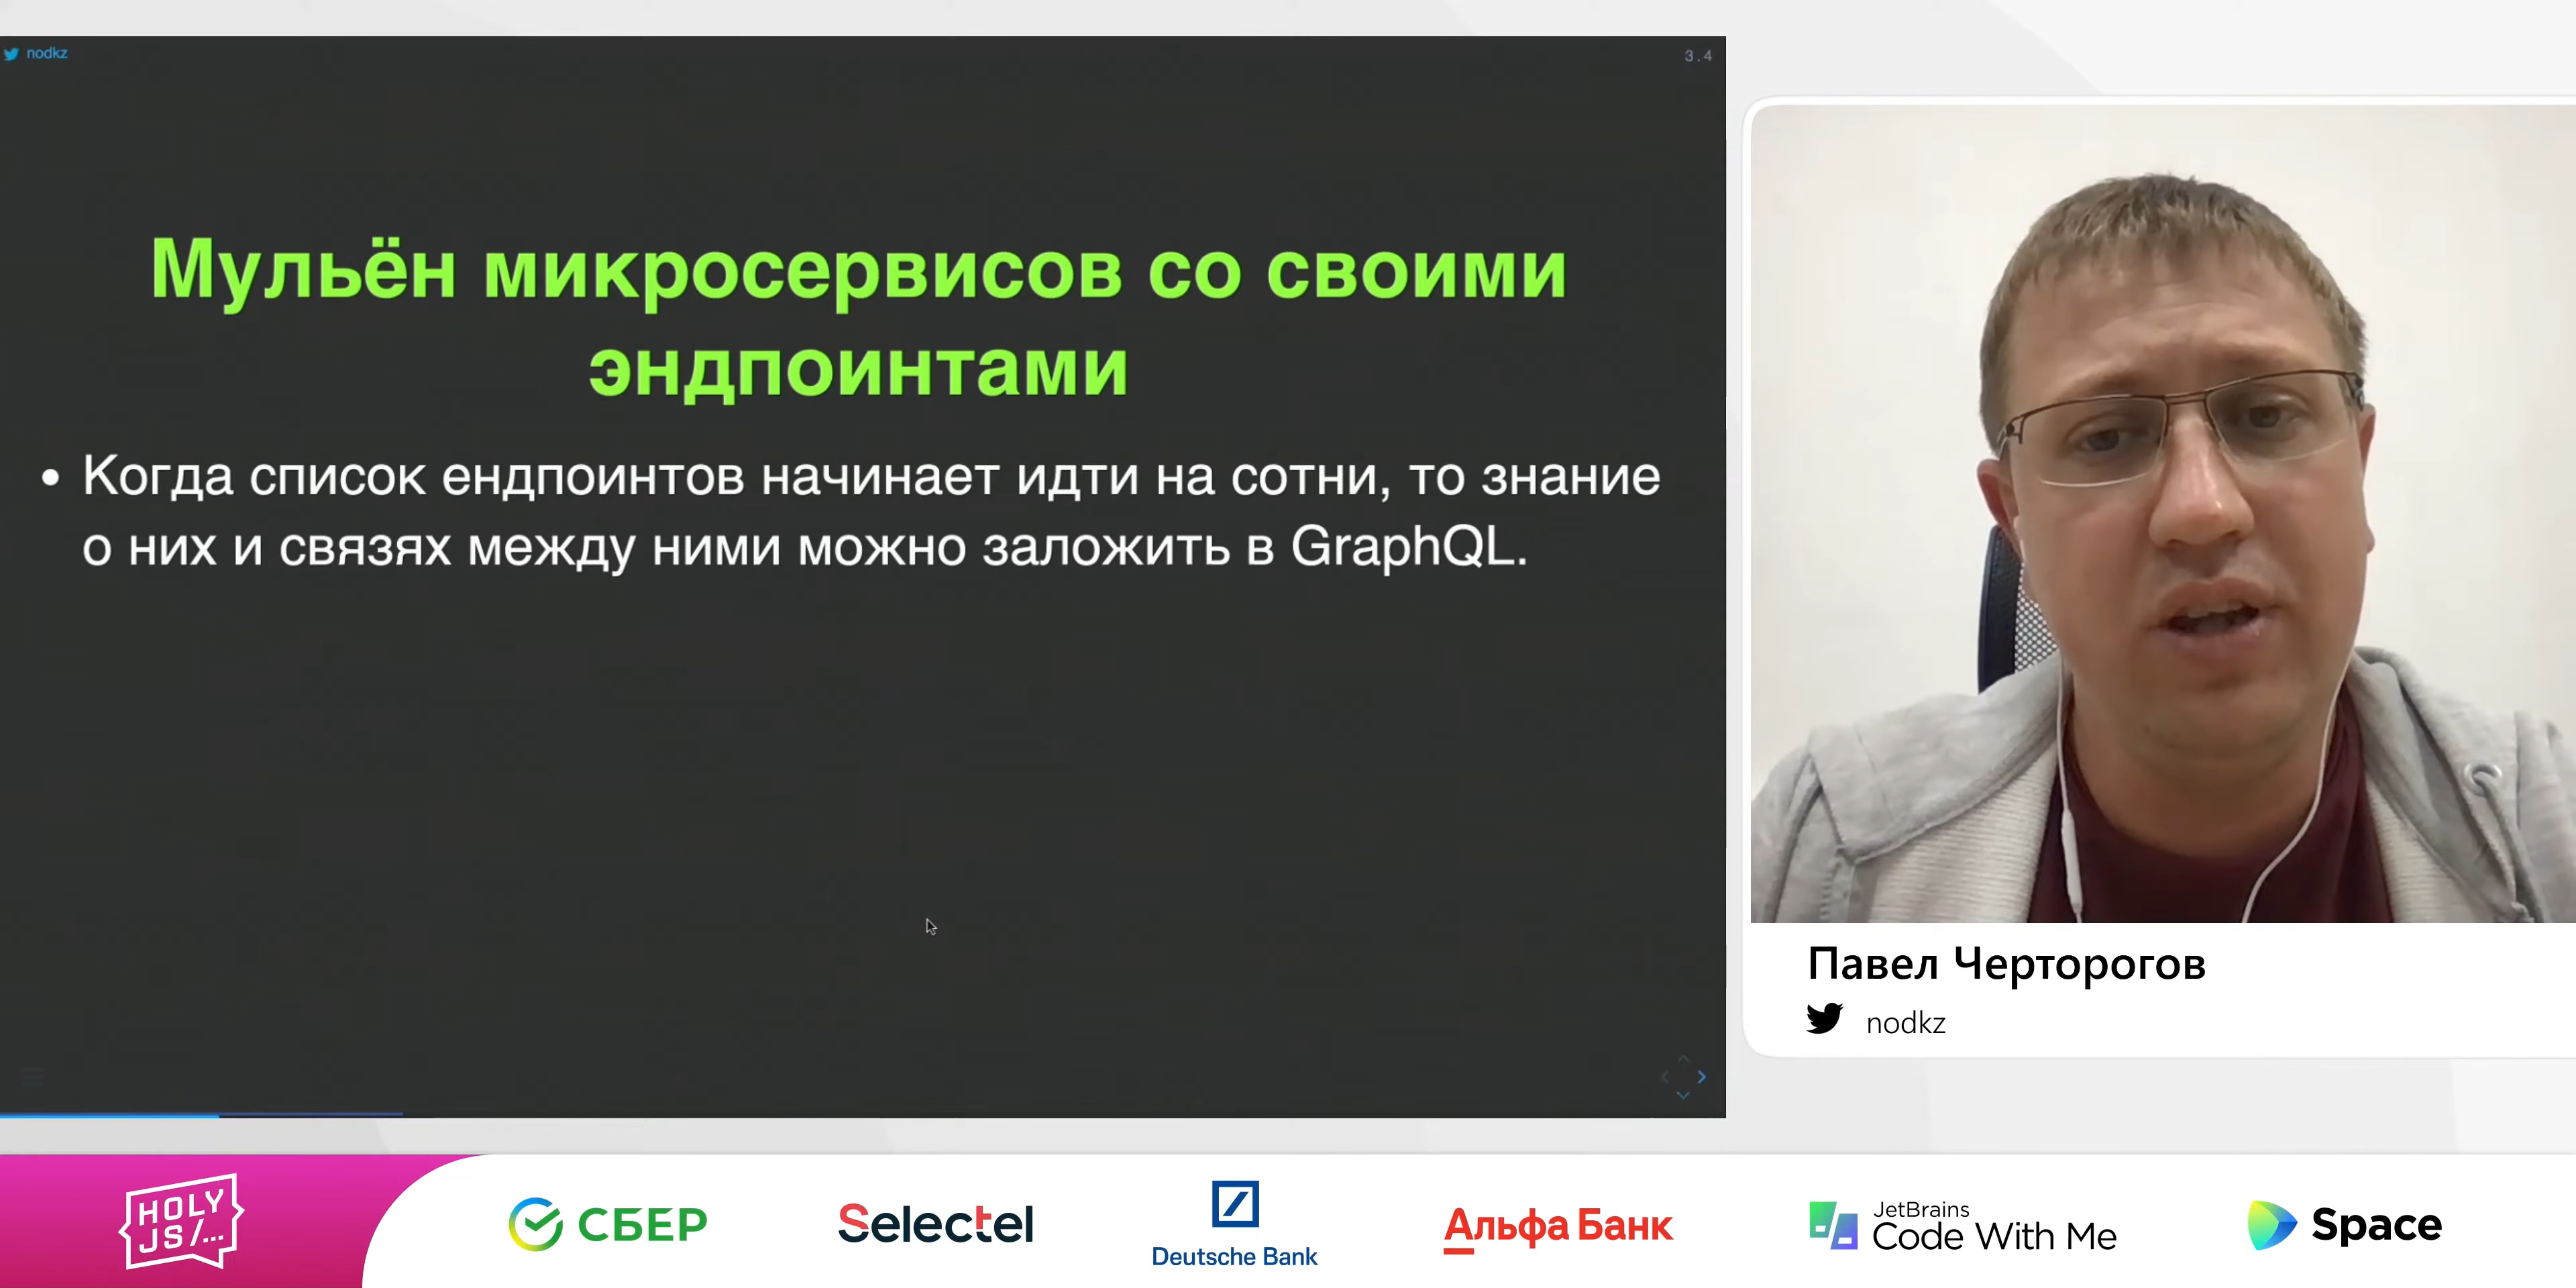 nodkz
3.4
Мульён микросервисов со своими
эндпоинтами
• Когда список ендпоинтов начинает идти на сотни, то знание
о них и связях между ними можно заложить в GraphQL.
Павел Черторогов
nodkz
HOLY
JS/...
СБЕР
Selectel
Deutsche Bank
Альфа Банк
JetBrains
Code With Me
Space